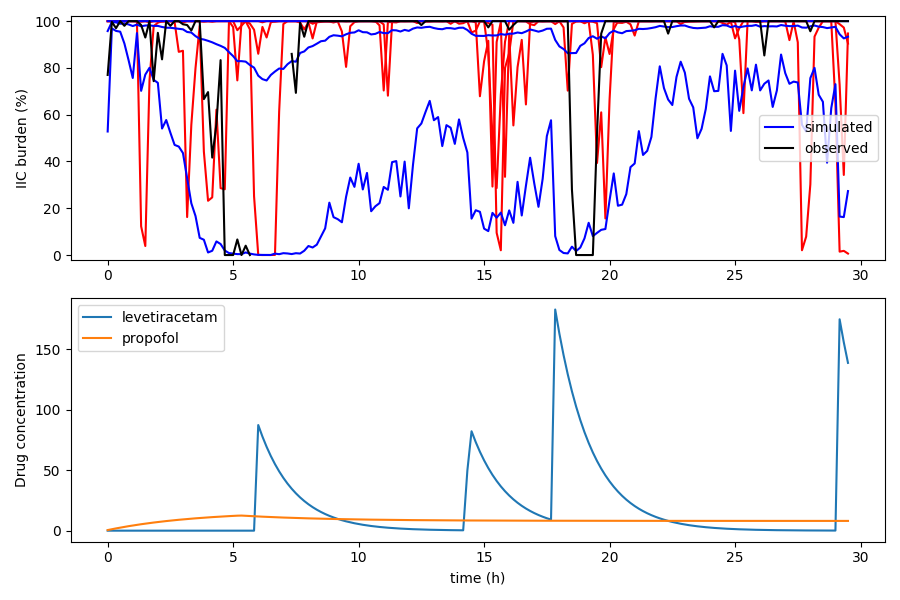 100
80
60
40
20
0
IIC burden (%)
simulated
observed
0 5 10 15 20 25 30
levetiracetam
propofol
150
100
50
0
Drug concentration
0 5 10 15 20 25 30
time (h)